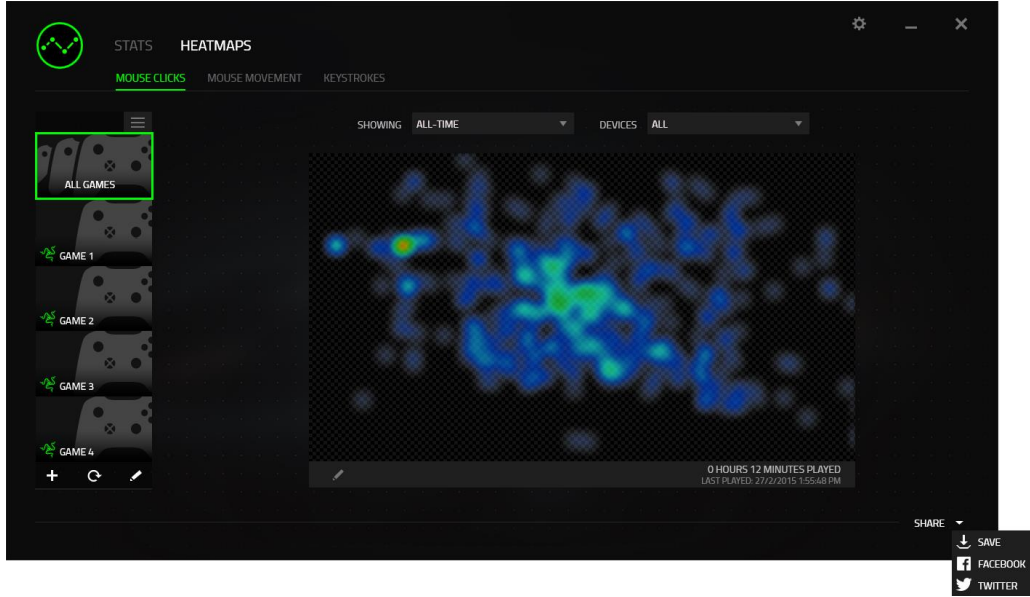 STATS HEATMAPS
MOUSE CLICKS MOUSE MOVEMENT KEYSTROKES
SHOWING ALL-TIME DEVICES ALL
ALL GAMES
GAME 1
GAME 2
GAME 3
GAME 4
0 HOURS 12 MINUTES PLAYED
LAST PLAYED: 27/2/2015 1:55:48 PM
SHARE
SAVE
FACEBOOK
TWITTER